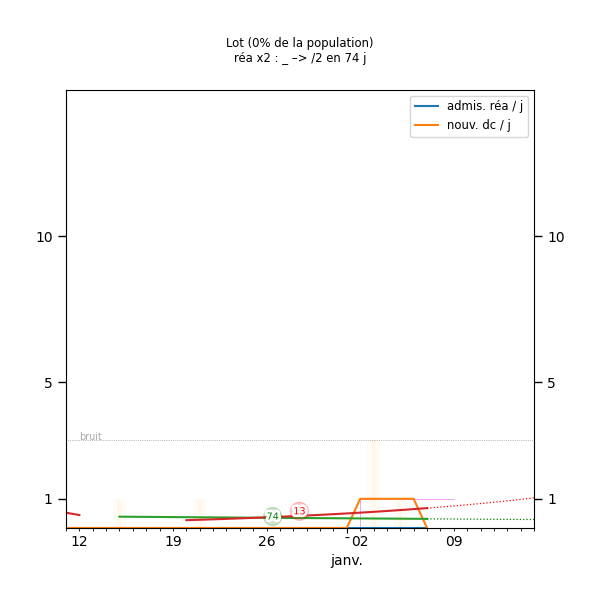 Lot (0% de la population)
réa x2 : _ –> /2 en 74 j
admis. réa / j
nouv. dc / j
10
10
5
5
bruit
1
1
74
13
12
19
26
02
09
janv.